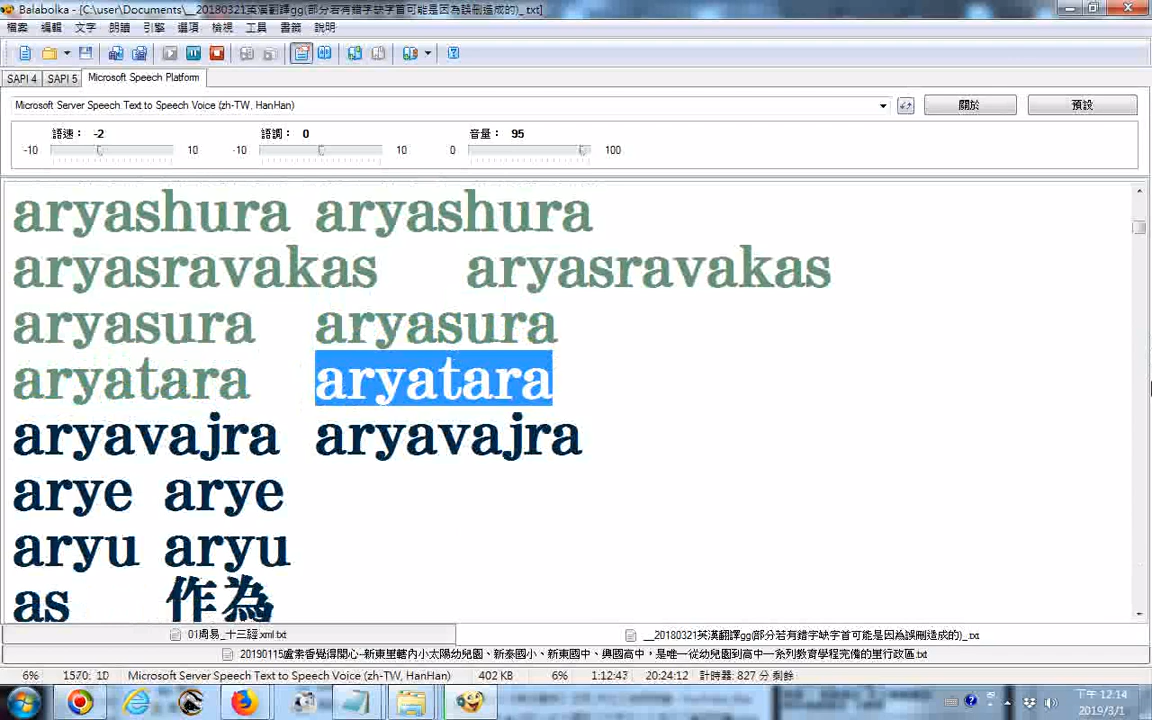 Balabolka - [C:\user\Documents\__20180321英漢翻譯gg(部分若有錯字缺字首可能是因為誤刪造成的)_.txt]
檔案 編輯 文字 朗讀 引擎 選項 檢視 工具 書籤 說明
SAPI 4 SAPI 5 Microsoft Speech Platform
Microsoft Server Speech Text to Speech Voice (zh-TW, HanHan) 關於 預設
語速： -2 語調： 0 音量： 95
-10 10 -10 10 0 100
aryashura aryashura
aryasravakas aryasravakas
aryasura aryasura
aryatara aryatara
aryavajra aryavajra
arye arye
aryu aryu
as 作為
01周易_十三經.xml.txt __20180321英漢翻譯gg(部分若有錯字缺字首可能是因為誤刪造成的)_.txt
20190115盧素香覺得開心-新東里轄內小太陽幼兒園、新泰國小、新東國中、興國高中，是唯一從幼兒園到高中一系列教育學程完備的里行政區.txt
6% 1570: 10 Microsoft Server Speech Text to Speech Voice (zh-TW, HanHan) 402 KB 6% 1:12:43 20:24:12 計時器: 827 分 剩餘
下午 12:14
2019/3/1